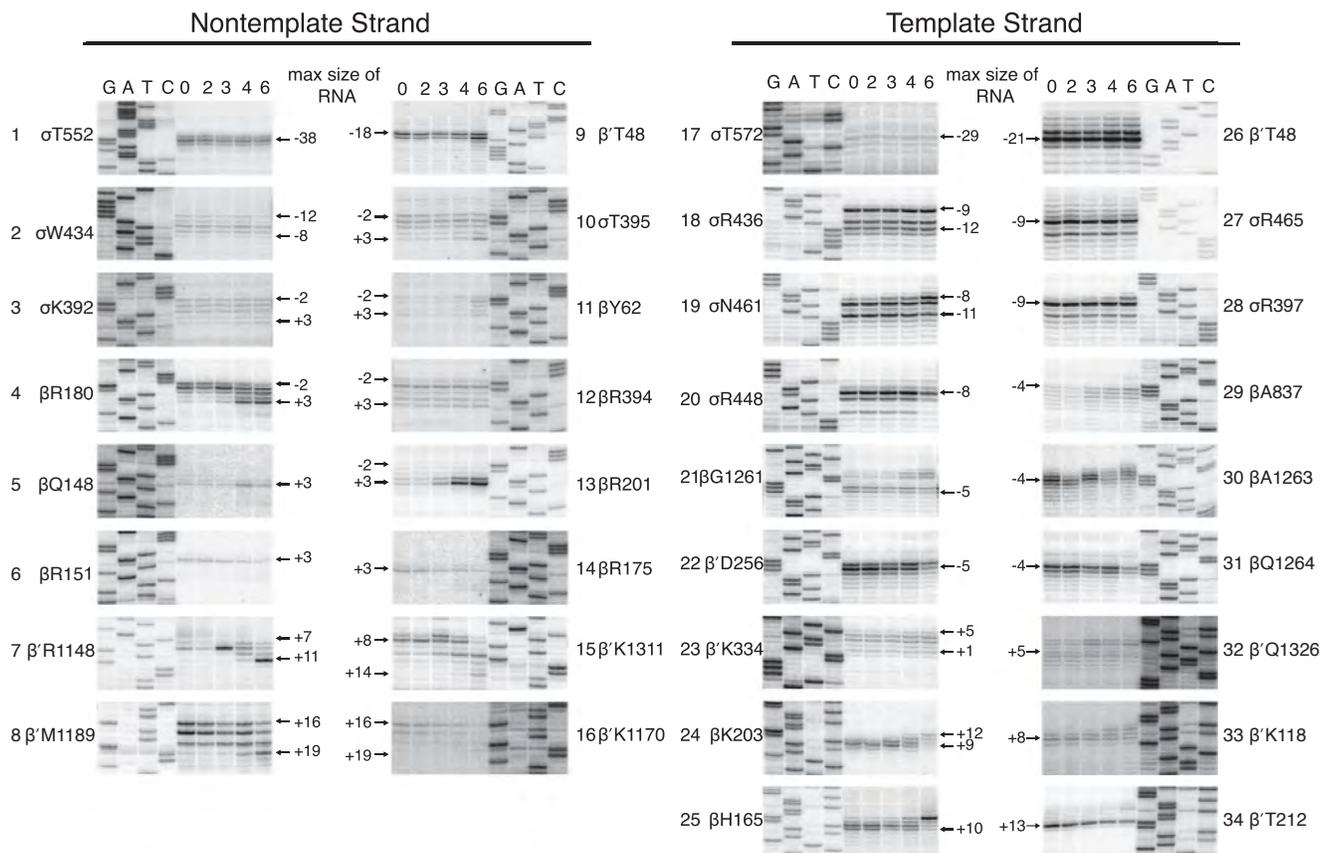 Nontemplate Strand
Template Strand
G A T C 0 2 3 4 6
max size of RNA
0 2 3 4 6 G A T C
G A T C 0 2 3 4 6
max size of RNA
0 2 3 4 6 G A T C
1 σT552 -38
-18 9 β′T48
17 σT572 -29
-21 26 β′T48
2 σW434 -12 -8
-2 +3 10 σT395
18 σR436 -9 -12
-9 27 σR465
3 σK392 -2 +3
-2 +3 11 βY62
19 σN461 -8 -11
-9 28 σR397
4 βR180 -2 +3
-2 +3 12 βR394
20 σR448 -8
-4 29 βA837
5 βQ148 +3
-2 +3 13 βR201
21 βG1261 -5
-4 30 βA1263
6 βR151 +3
+3 14 βR175
22 β′D256 -5
-4 31 βQ1264
7 β′R1148 +7 +11
+8 +14 15 β′K1311
23 β′K334 +5 +1
+5 32 β′Q1326
8 β′M1189 +16 +19
+16 +19 16 β′K1170
24 βK203 +12 +9
+8 33 β′K118
25 βH165 +10
+13 34 β′T212